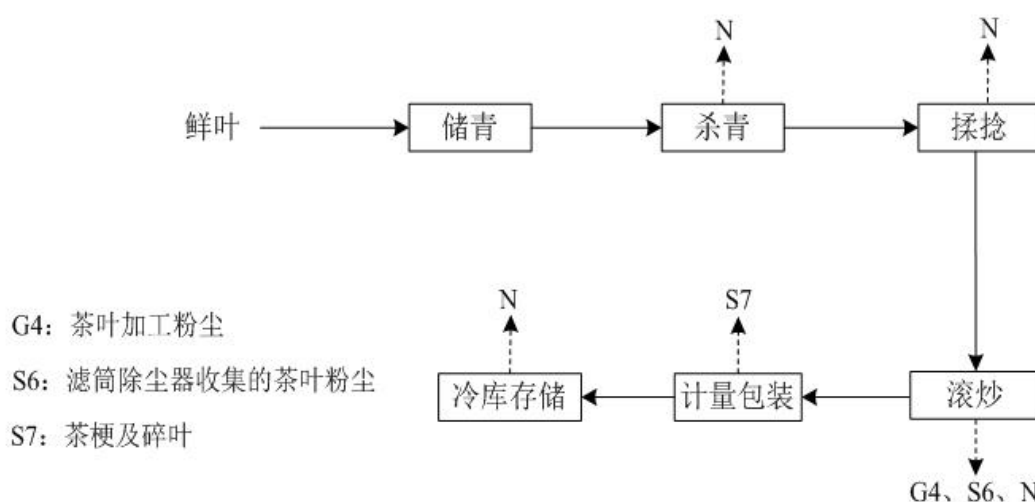 N
N
鲜叶
储青
杀青
揉捻
N
S7
G4：茶叶加工粉尘
S6：滤筒除尘器收集的茶叶粉尘
冷库存储
计量包装
滚炒
S7：茶梗及碎叶
G4、S6、N